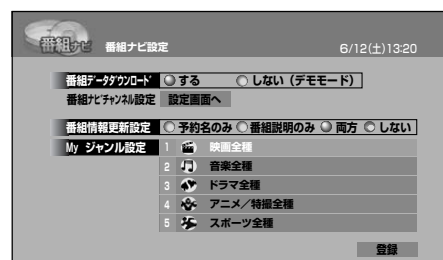 番組ナビ 番組ナビ設定 6/12(土)13:20
番組データダウンロード する しない（デモモード）
番組ナビチャンネル設定 設定画面へ
番組情報更新設定 予約名のみ 番組説明のみ 両方 しない
My ジャンル設定 1 映画全種
2 音楽全種
3 ドラマ全種
4 アニメ／特撮全種
5 スポーツ全種
登録